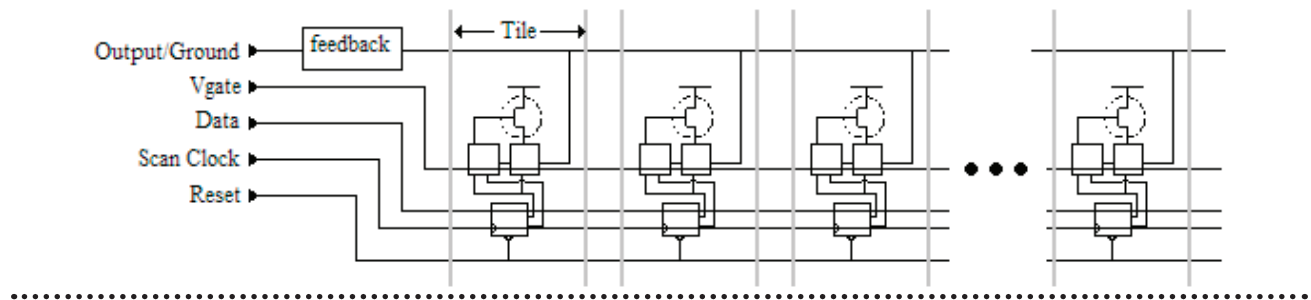 Output/Ground
feedback
Tile
Vgate
Data
Scan Clock
Reset